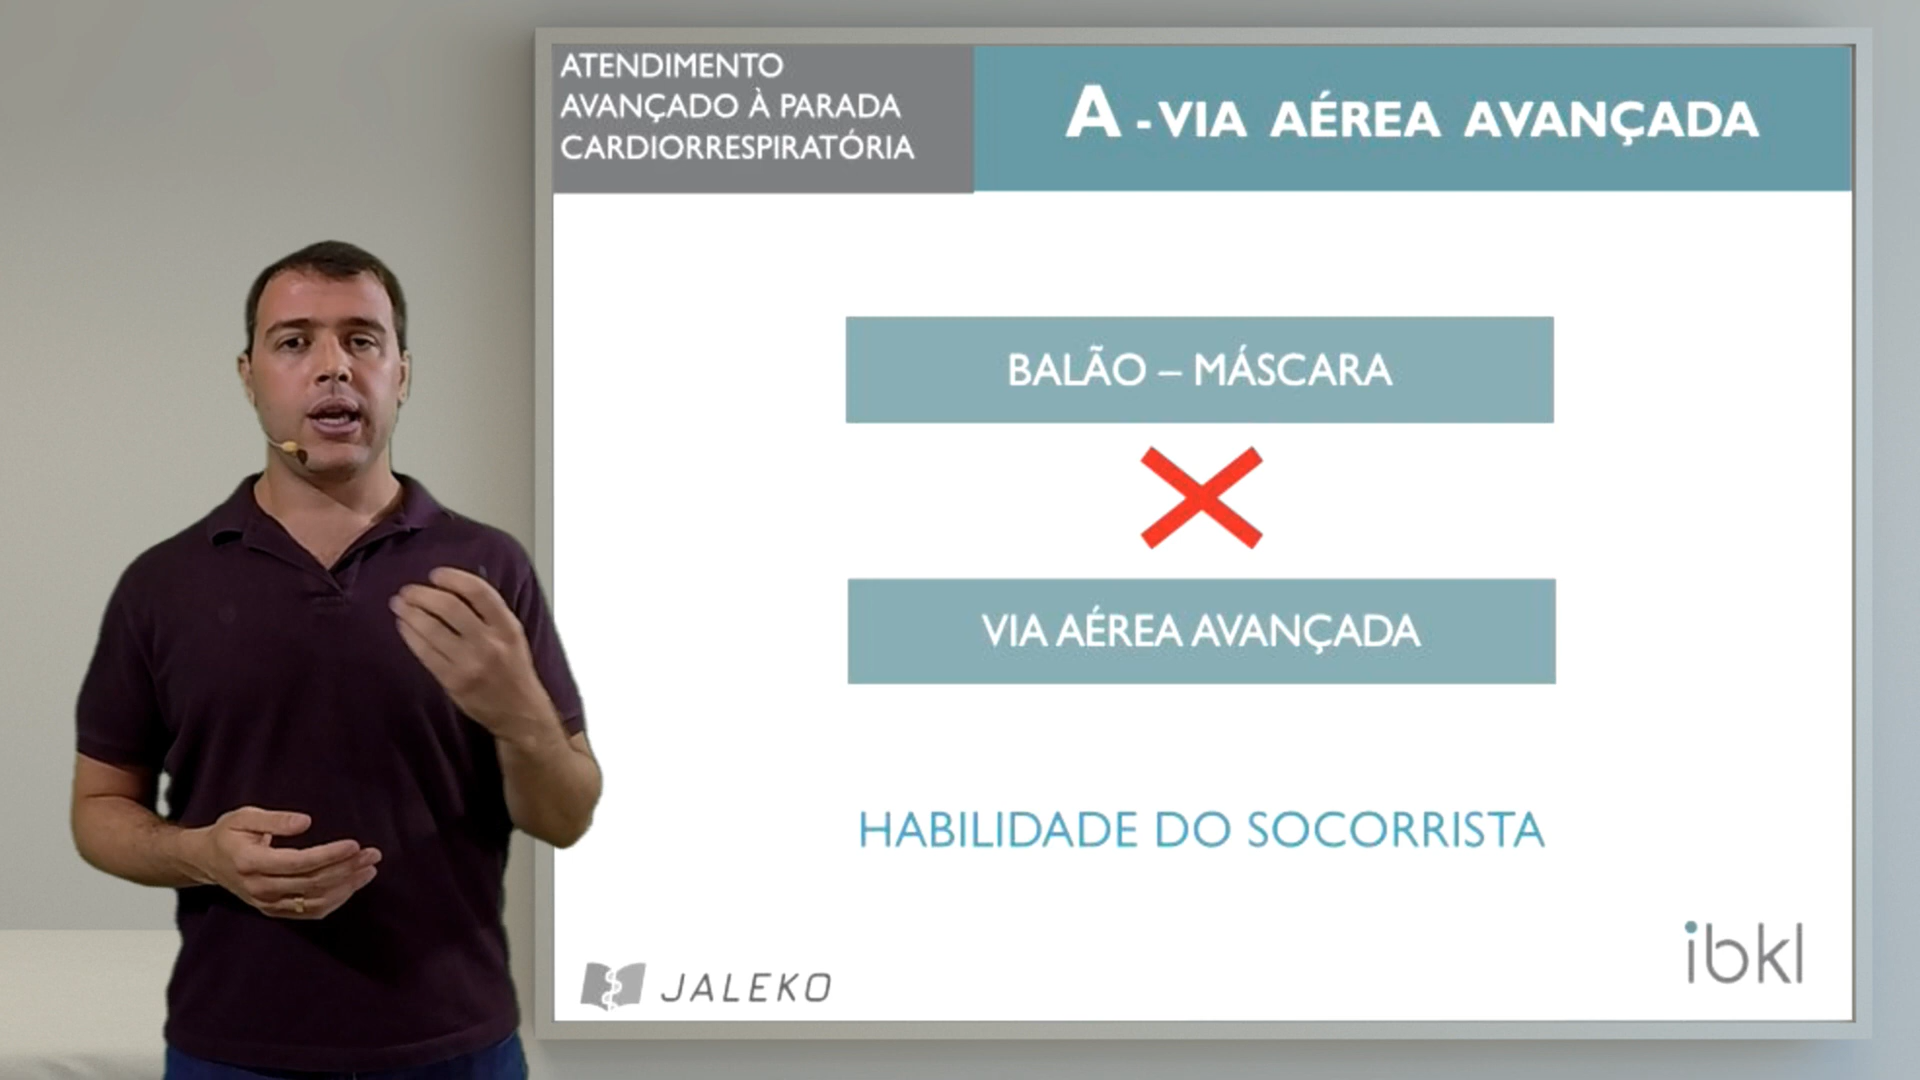 ATENDIMENTO
AVANÇADO À PARADA
CARDIORRESPIRATÓRIA
A - VIA AÉREA AVANÇADA
BALÃO – MÁSCARA
VIA AÉREA AVANÇADA
HABILIDADE DO SOCORRISTA
JALEKO
ibkl